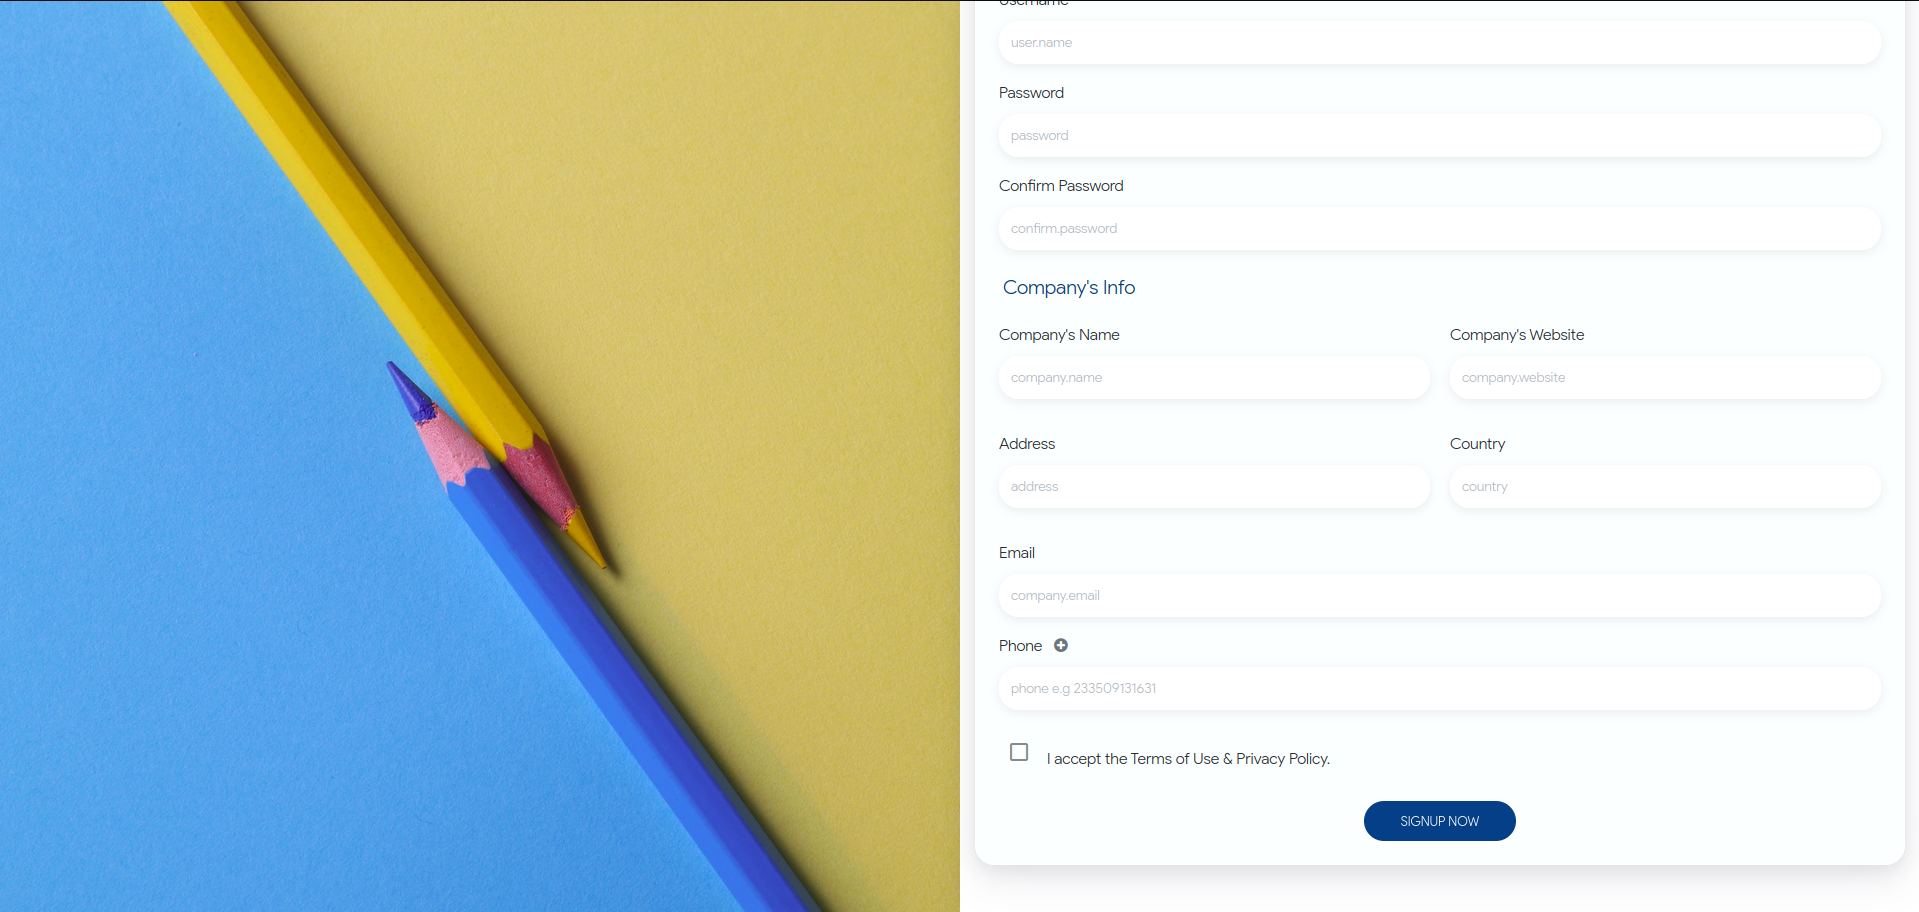 Username
user.name
Password
password
Confirm Password
confirm.password
Company's Info
Company's Name Company's Website
company.name company.website
Address Country
address country
Email
company.email
Phone
phone e.g 233509131631
I accept the Terms of Use & Privacy Policy.
SIGNUP NOW